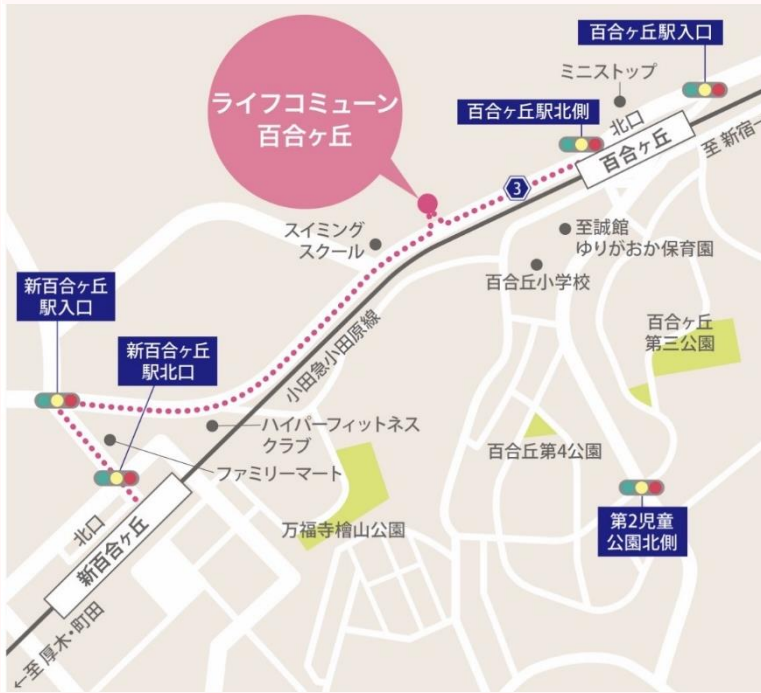 百合ヶ丘駅入口
ミニストップ
ライフコミューン
百合ヶ丘
百合ヶ丘駅北側
北口
百合ヶ丘
至 新宿→
3
スイミング
スクール
至誠館
ゆりがおか保育園
百合丘小学校
新百合ヶ丘
駅入口
新百合ヶ丘
駅北口
小田急小田原線
百合ヶ丘
第三公園
ハイパーフィットネス
クラブ
ファミリーマート
百合丘第4公園
万福寺檜山公園
第2児童
公園北側
北口
新百合ヶ丘
←至 厚木・町田